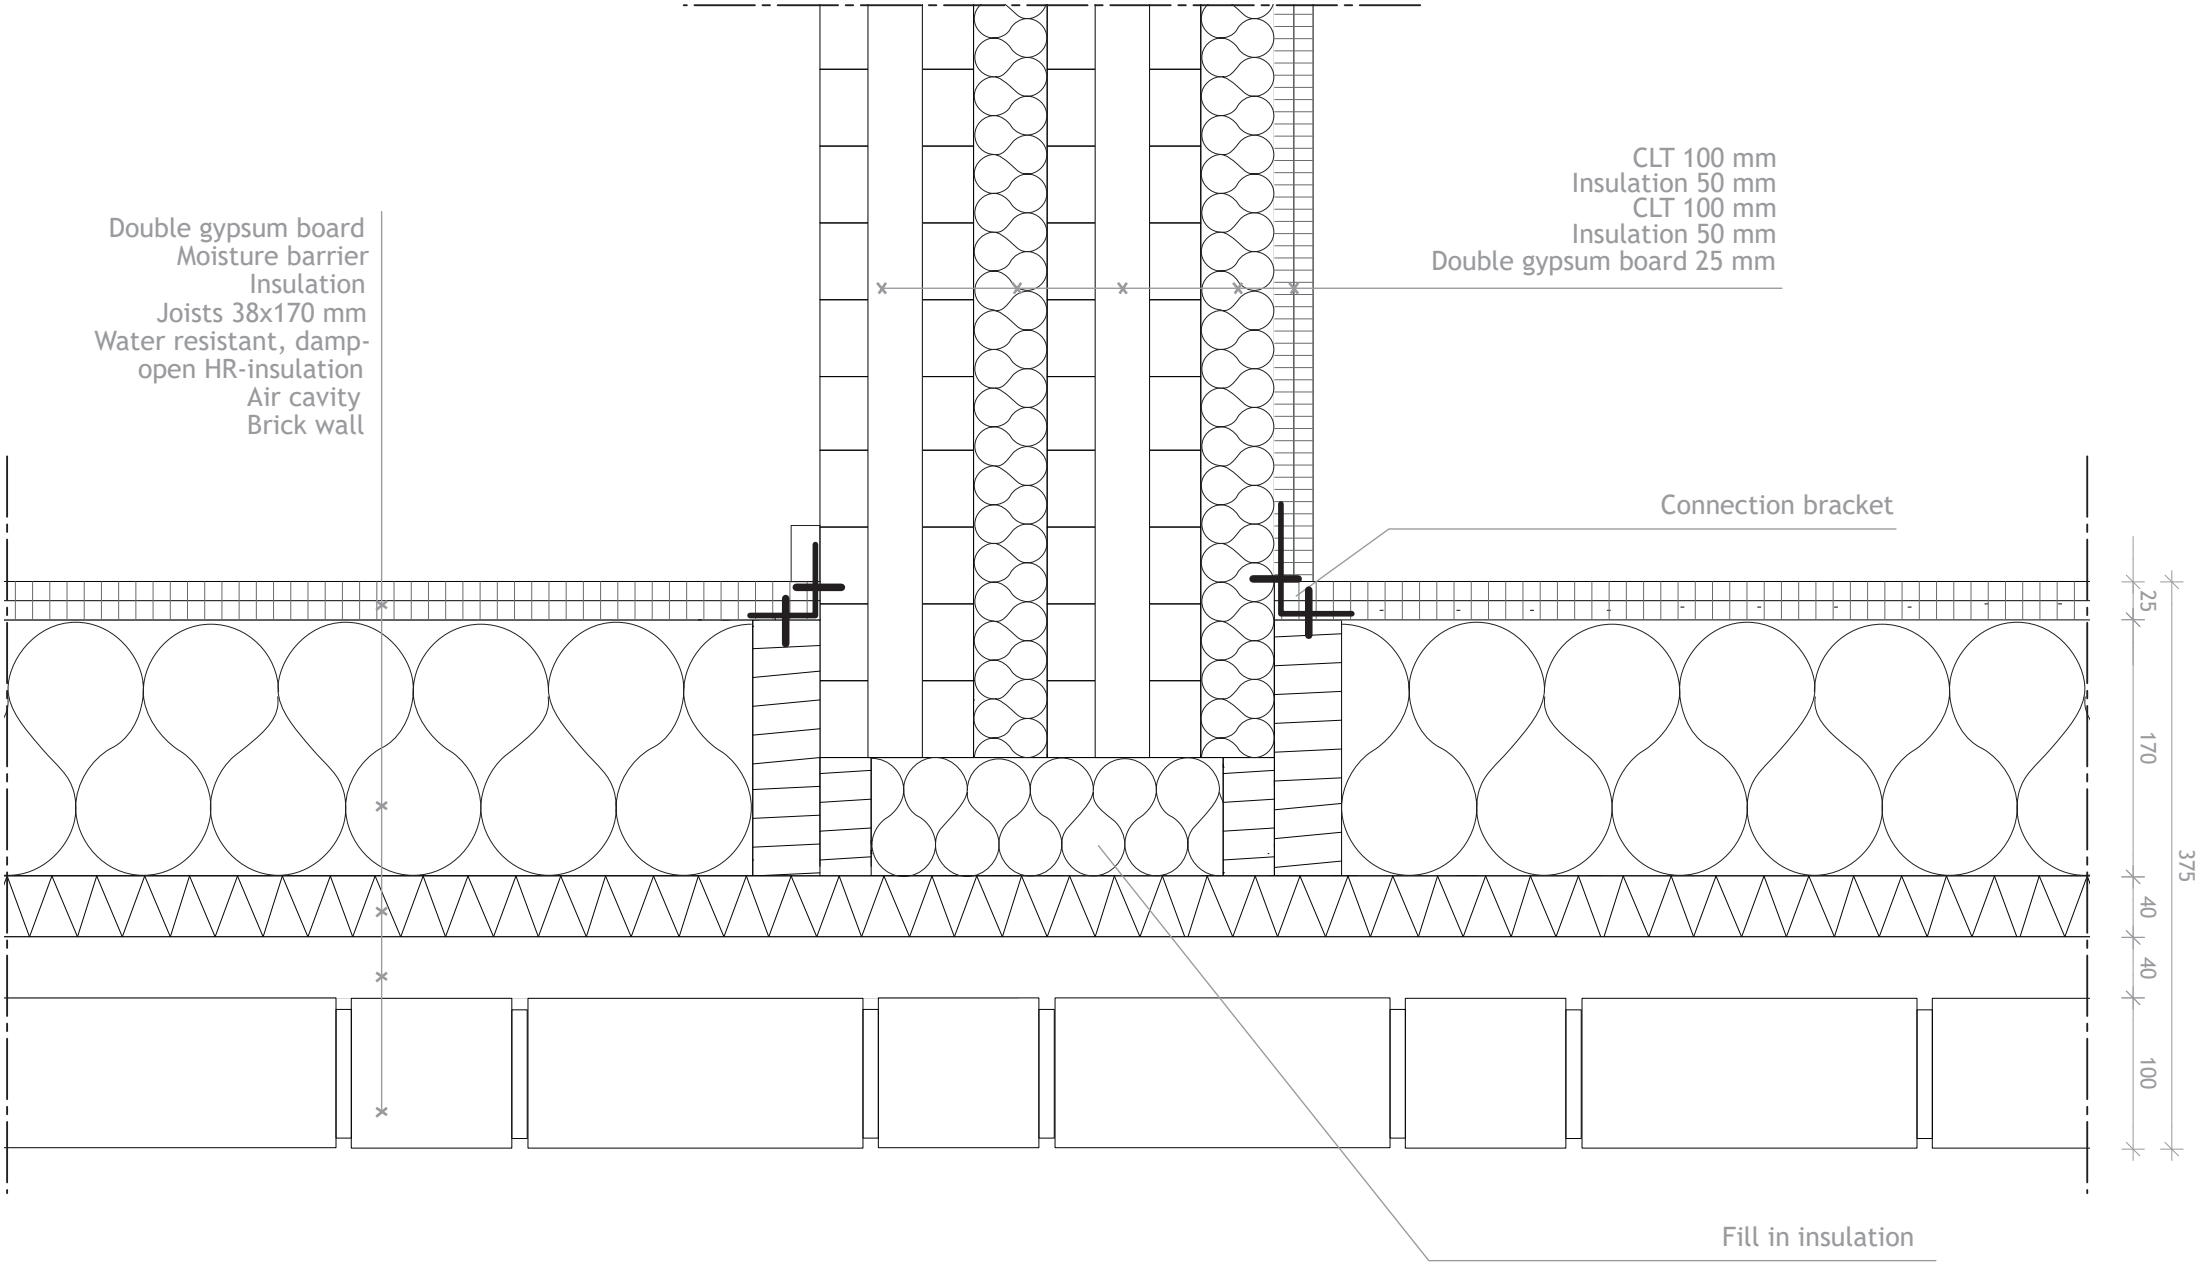 CLT 100 mm
Insulation 50 mm
CLT 100 mm
Insulation 50 mm
Double gypsum board 25 mm
Double gypsum board
Moisture barrier
Insulation
Joists 38x170 mm
Water resistant, damp-
open HR-insulation
Air cavity
Brick wall
Connection bracket
25
170
375
40
40
100
Fill in insulation